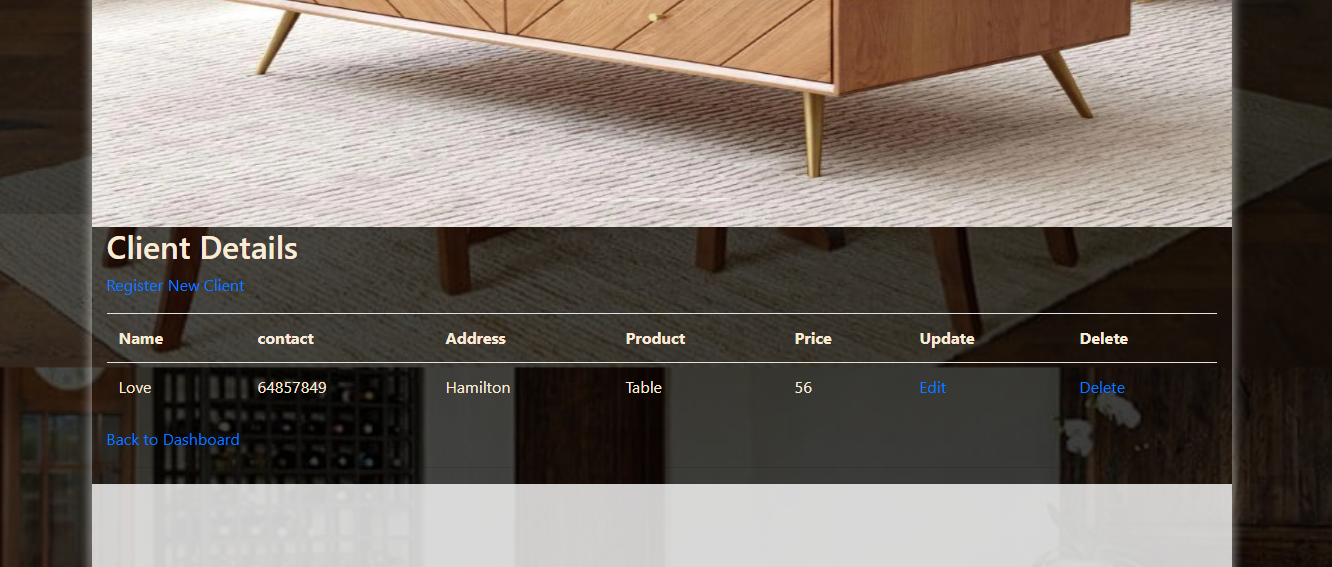 Client Details
Register New Client
Name contact Address Product Price Update Delete
Love 64857849 Hamilton Table 56 Edit Delete
Back to Dashboard